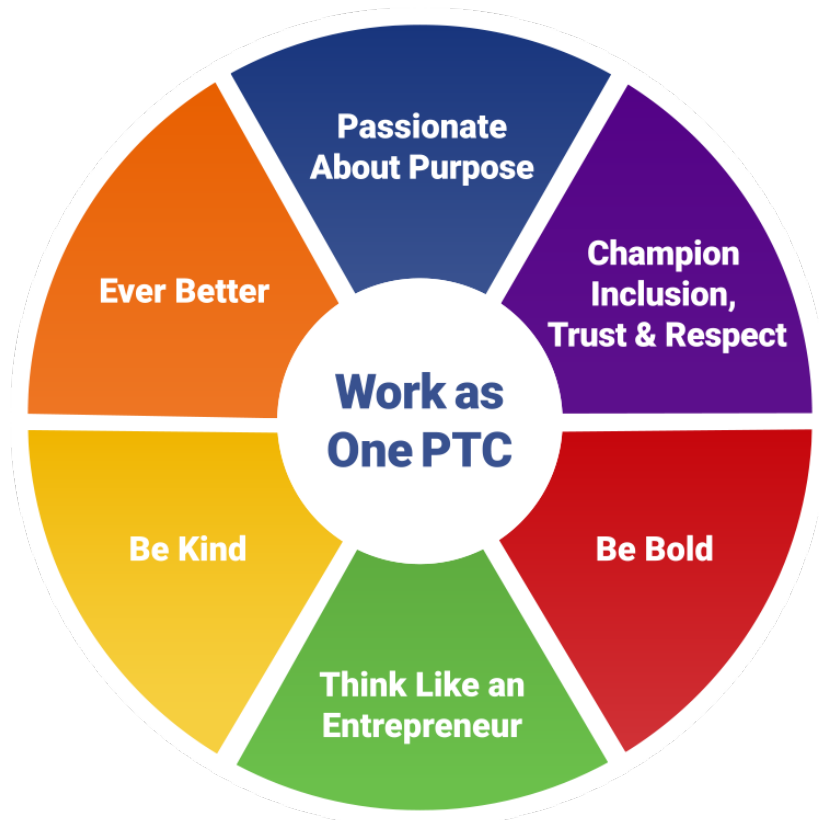 Passionate
About Purpose
Champion
Inclusion,
Trust & Respect
Ever Better
Work as
One PTC
Be Kind
Be Bold
Think Like an
Entrepreneur